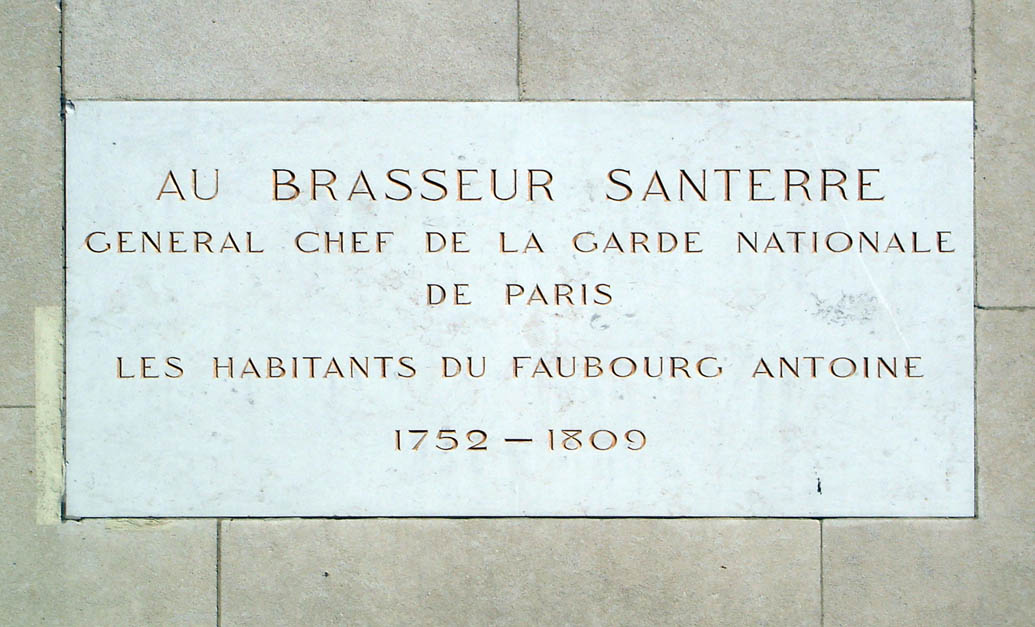 AU BRASSEUR SANTERRE
GENERAL CHEF DE LA GARDE NATIONALE
DE PARIS
LES HABITANTS DU FAUBOURG ANTOINE
1752 – 1809